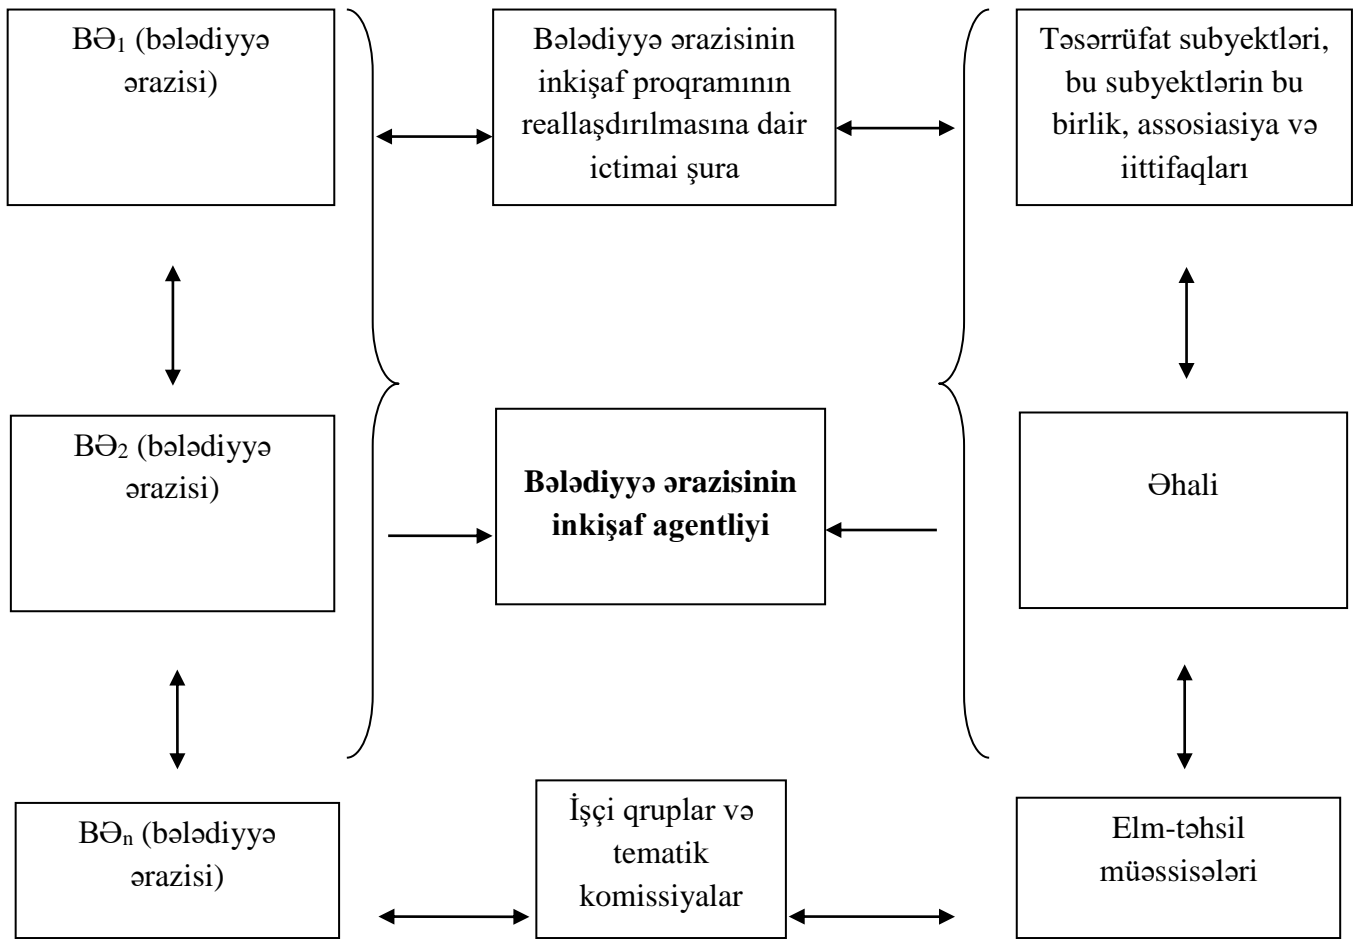 BƏ₁ (bələdiyyə
ərazisi)
Bələdiyyə ərazisinin
inkişaf proqramının
reallaşdırılmasına dair
ictimai şura
Təsərrüfat subyektləri,
bu subyektlərin bu
birlik, assosiasiya və
iittifaqları
BƏ₂ (bələdiyyə
ərazisi)
Bələdiyyə ərazisinin
inkişaf agentliyi
Əhali
BƏₙ (bələdiyyə
ərazisi)
İşçi qruplar və
tematik
komissiyalar
Elm-təhsil
müəssisələri